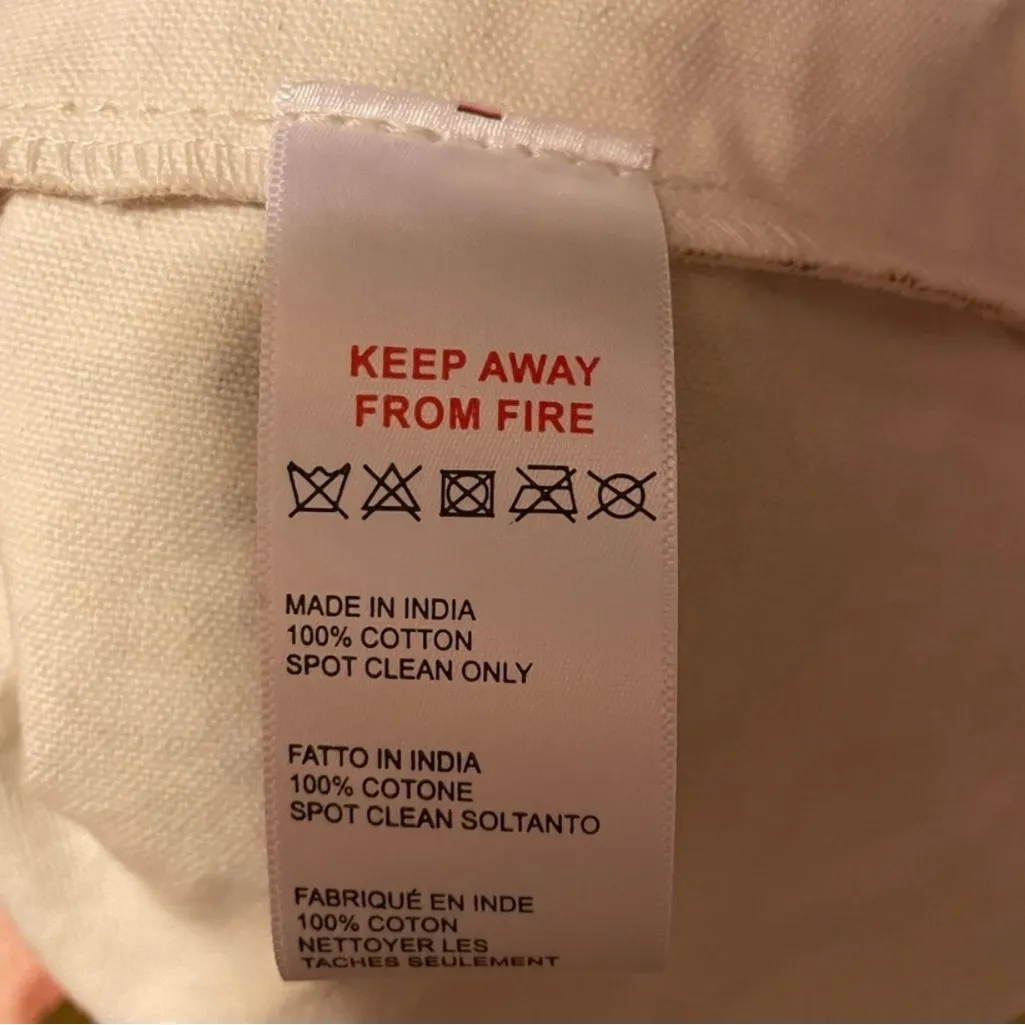 KEEP AWAY
FROM FIRE
MADE IN INDIA
100% COTTON
SPOT CLEAN ONLY
FATTO IN INDIA
100% COTONE
SPOT CLEAN SOLTANTO
FABRIQUÉ EN INDE
100% COTON
NETTOYER LES
TACHES SEULEMENT